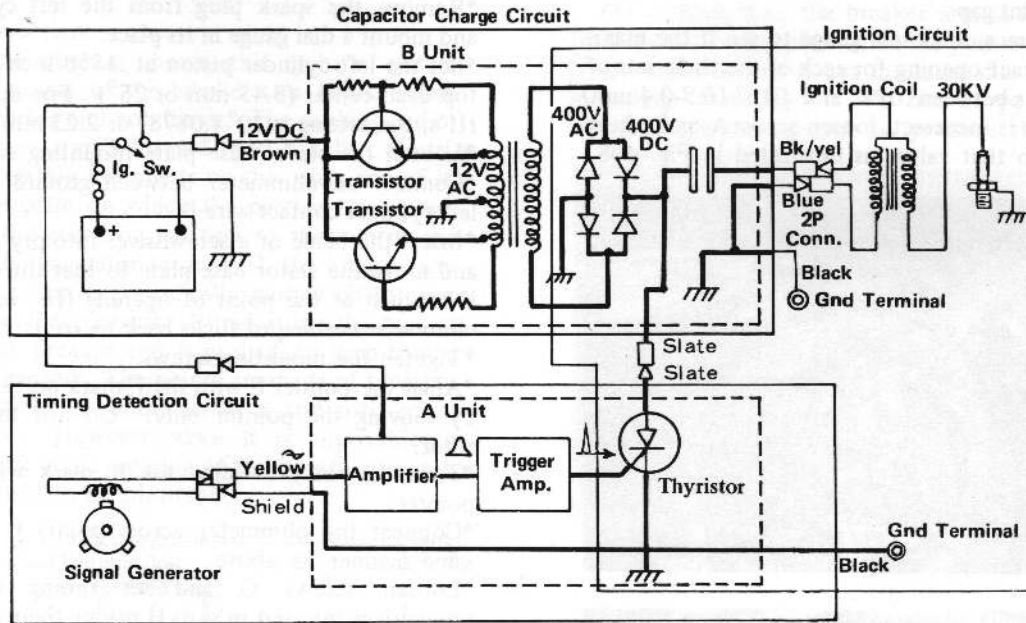 Capacitor Charge Circuit
Ignition Circuit
B Unit
Ignition Coil 30KV
12VDC
Brown
Ig. Sw.
+ −
Transistor
Transistor
12V
AC
400V
AC
400V
DC
Bk/yel
Blue
2P
Conn.
Black
Gnd Terminal
Slate
Slate
Timing Detection Circuit
A Unit
Yellow
~
Shield
Amplifier
Trigger
Amp.
Thyristor
Signal Generator
Gnd Terminal
Black